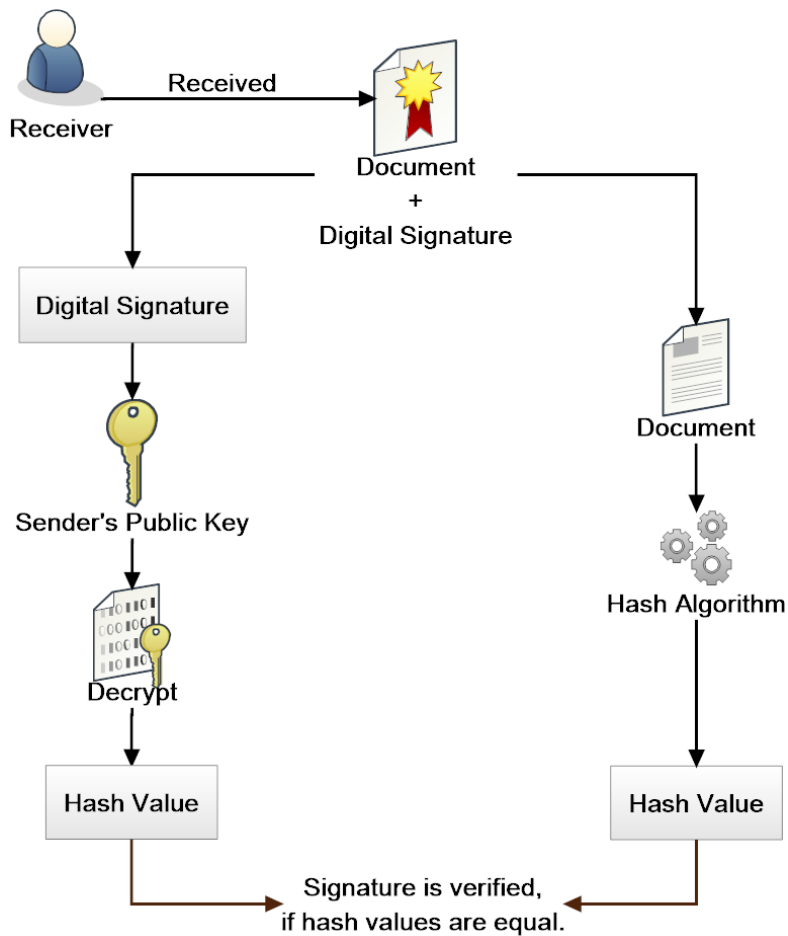 Received
Receiver
Document
+
Digital Signature
Digital Signature
Document
Sender's Public Key
Hash Algorithm
Decrypt
Hash Value
Hash Value
Signature is verified,
if hash values are equal.